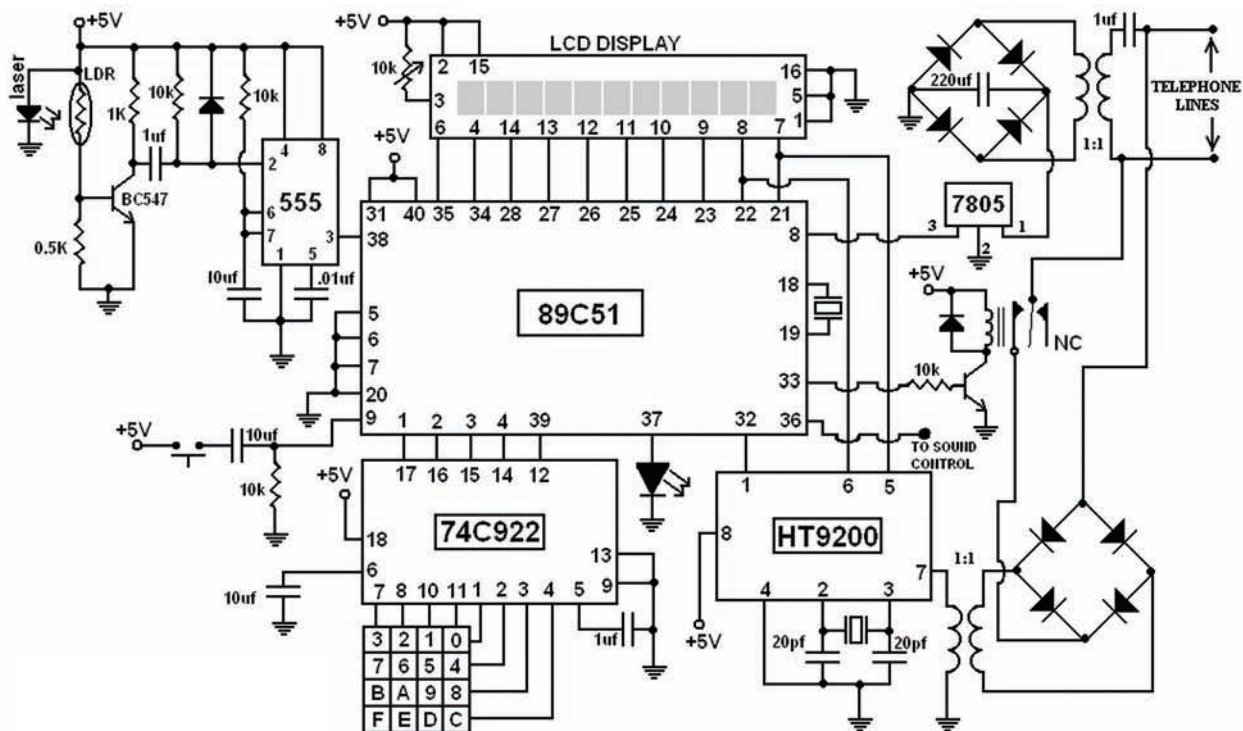 +5V
laser
LDR
1K
10k
10k
1uf
BC547
0.5K
4 8
2
555
6
7
3
1 5
10uf
.01uf
+5V
LCD DISPLAY
10k
2 15
3
16
5
1
6 4 14 13 12 11 10 9 8 7
+5V
31 40 35 34 28 27 26 25 24 23 22 21
38
8
18
19
33
36
5
6
7
20
9
89C51
1 2 3 4 39 37 32
1uf
220uf
1:1
TELEPHONE
LINES
7805
3 2 1
+5V
NC
10k
TO SOUND
CONTROL
+5V
10uf
10k
+5V
17 16 15 14 12
18
6
74C922
13
9
7 8 10 11 1 2 3 4 5
10uf
1uf
3 2 1 0
7 6 5 4
B A 9 8
F E D C
1 6 5
8
HT9200
7
4 2 3
+5V
20pf
20pf
1:1